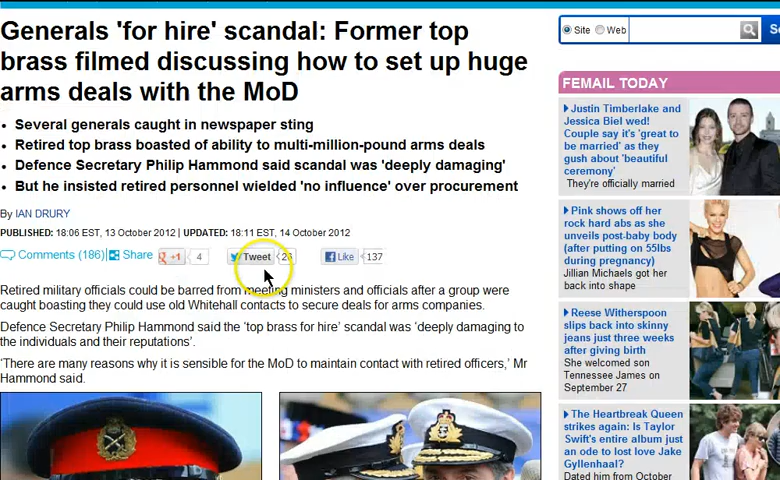 Generals 'for hire' scandal: Former top
brass filmed discussing how to set up huge
arms deals with the MoD
Several generals caught in newspaper sting
Retired top brass boasted of ability to multi-million-pound arms deals
Defence Secretary Philip Hammond said scandal was 'deeply damaging'
But he insisted retired personnel wielded 'no influence' over procurement
By IAN DRURY
PUBLISHED: 18:06 EST, 13 October 2012 | UPDATED: 18:11 EST, 14 October 2012
Comments (186) Share +1 4 Tweet Like 137
Retired military officials could be barred from meeting ministers and officials after a group were
caught boasting they could use old Whitehall contacts to secure deals for arms companies.
Defence Secretary Philip Hammond said the 'top brass for hire' scandal was 'deeply damaging to
the individuals and their reputations'.
'There are many reasons why it is sensible for the MoD to maintain contact with retired officers,' Mr
Hammond said.
Site Web
FEMAIL TODAY
Justin Timberlake and
Jessica Biel wed!
Couple say it's 'great to
be married' as they
gush about 'beautiful
ceremony'
They're officially married
Pink shows off her
rock hard abs as she
unveils post-baby body
(after putting on 55lbs
during pregnancy)
Jillian Michaels got her
back into shape
Reese Witherspoon
slips back into skinny
jeans just three weeks
after giving birth
She welcomed son
Tennessee James on
September 27
The Heartbreak Queen
strikes again: Is Taylor
Swift's entire album just
an ode to lost love Jake
Gyllenhaal?
Dated him from October